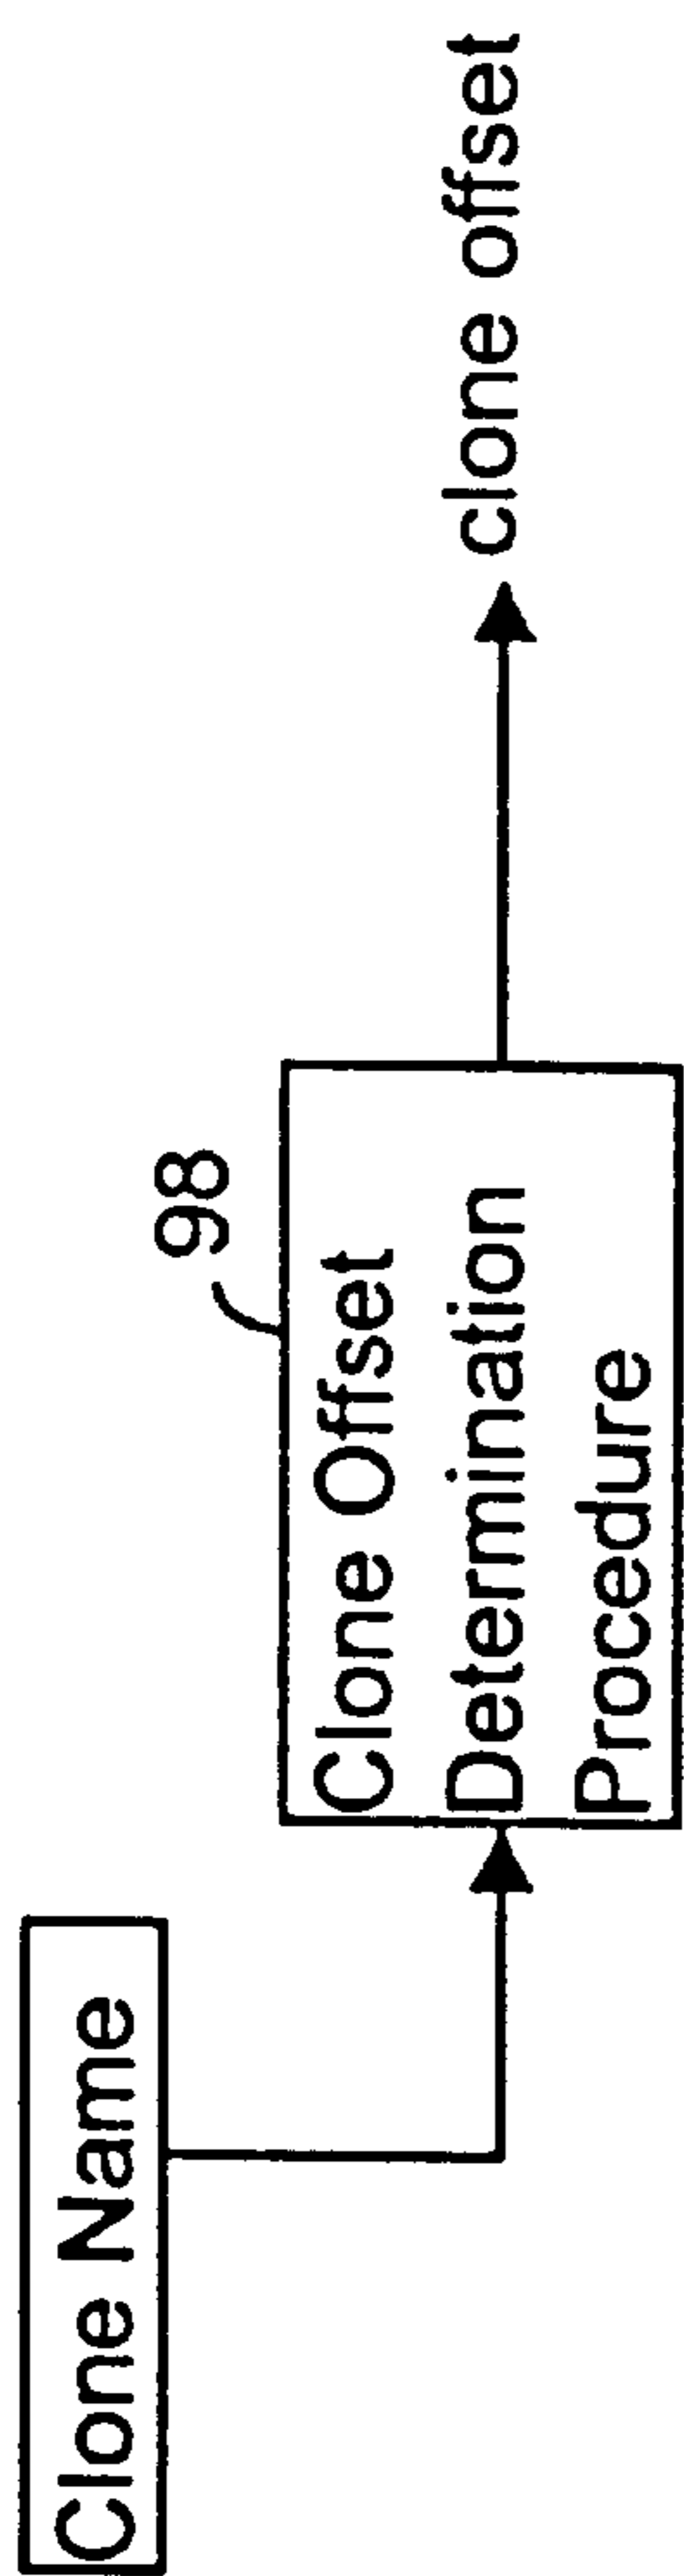 Clone Name
98
Clone Offset
Determination
Procedure
clone offset